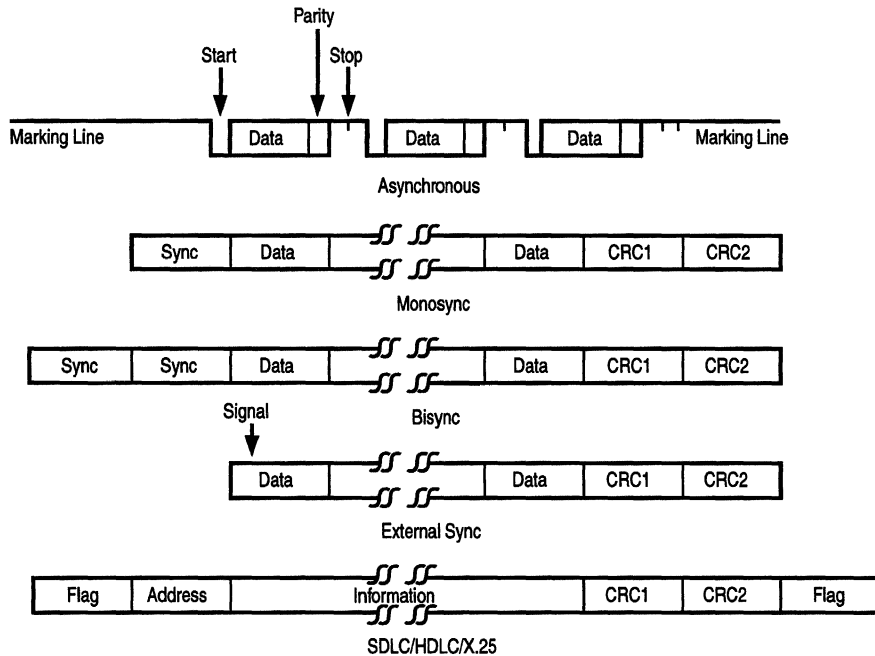 Parity
Start Stop
Marking Line Data Data Data Marking Line
Asynchronous
Sync Data Data CRC1 CRC2
Monosync
Sync Sync Data Data CRC1 CRC2
Signal Bisync
Data Data CRC1 CRC2
External Sync
Flag Address Information CRC1 CRC2 Flag
SDLC/HDLC/X.25